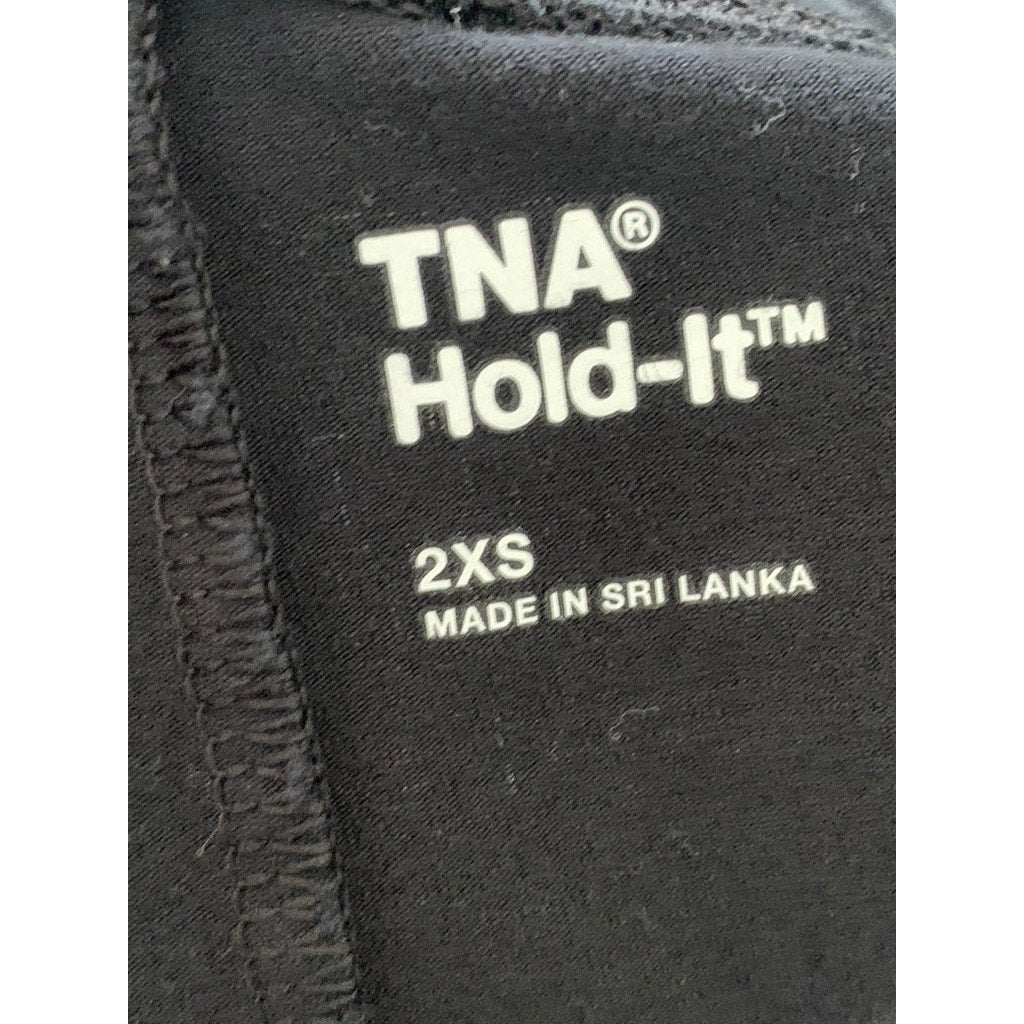 TNA®
Hold-It™
2XS
MADE IN SRI LANKA